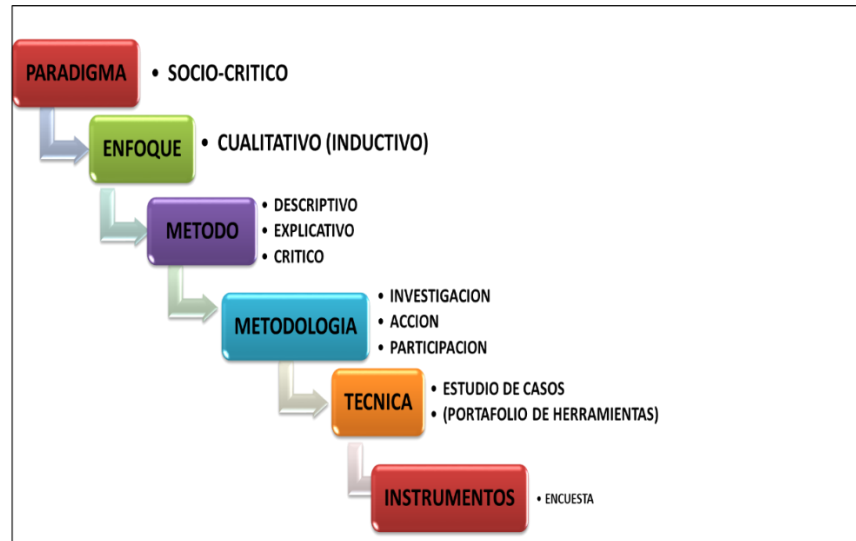 PARADIGMA
• SOCIO-CRITICO
ENFOQUE
• CUALITATIVO (INDUCTIVO)
METODO
• DESCRIPTIVO
• EXPLICATIVO
• CRITICO
METODOLOGIA
• INVESTIGACION
• ACCION
• PARTICIPACION
TECNICA
• ESTUDIO DE CASOS
• (PORTAFOLIO DE HERRAMIENTAS)
INSTRUMENTOS
• ENCUESTA